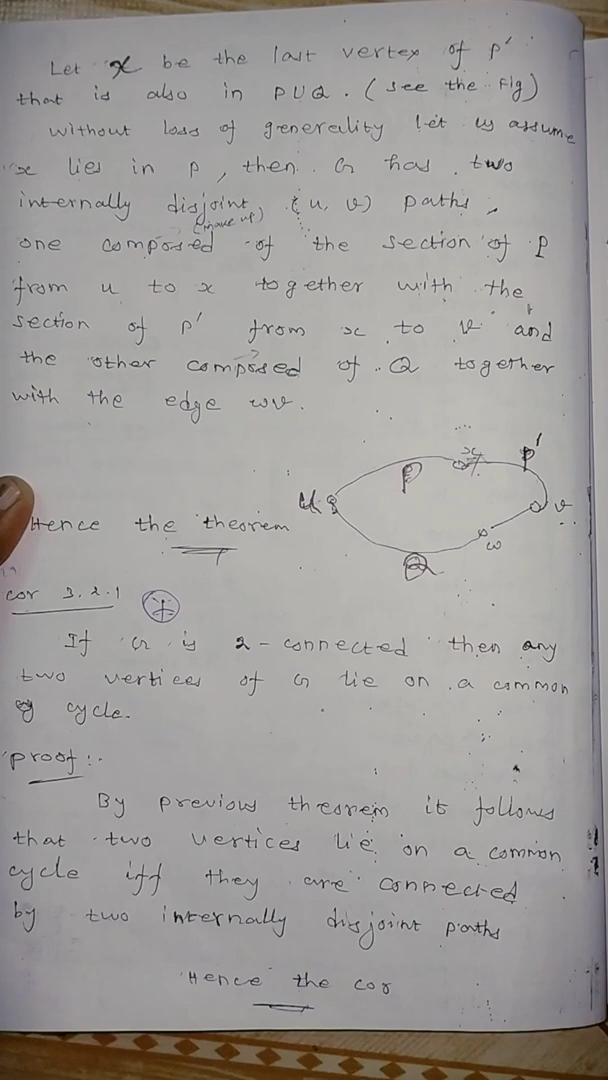 Let x be the last vertex of P'
that is also in PUQ. (see the fig)
without loss of generality let us assume
x lies in P, then G has two
internally disjoint (u, v) paths,
(make up)
one composed of the section of P
from u to x together with the
section of P' from x to v and
the other composed of Q together
with the edge wv.
x P'
P
u v
w
Q
Hence the theorem
cor 3.2.1
If G is 2-connected then any
two vertices of G lie on a common
cycle.
proof:-
By previous theorem it follows
that two vertices lie on a common
cycle iff they are connected
by two internally disjoint paths
Hence the cor